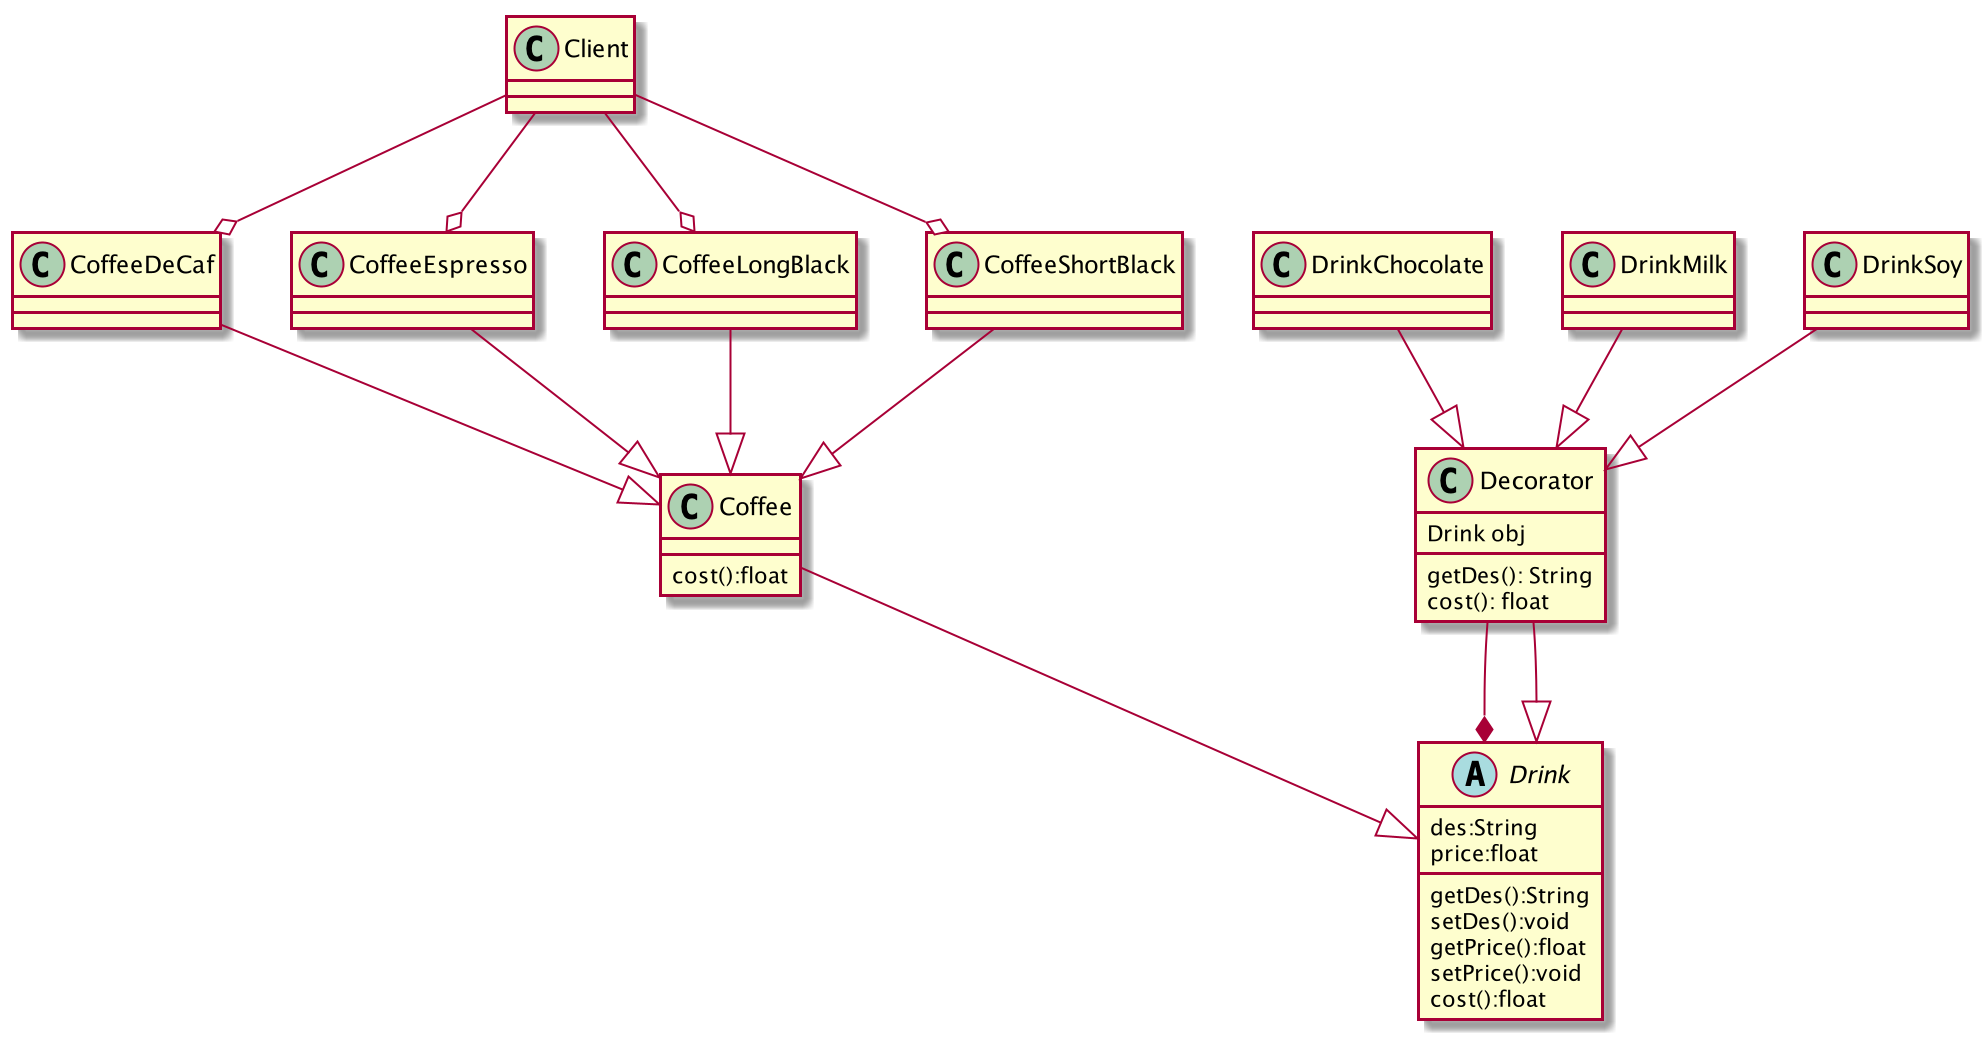 C Client
C CoffeeDeCaf
C CoffeeEspresso
C CoffeeLongBlack
C CoffeeShortBlack
C DrinkChocolate
C DrinkMilk
C DrinkSoy
C Coffee
cost():float
C Decorator
Drink obj
getDes(): String
cost(): float
A Drink
des:String
price:float
getDes():String
setDes():void
getPrice():float
setPrice():void
cost():float